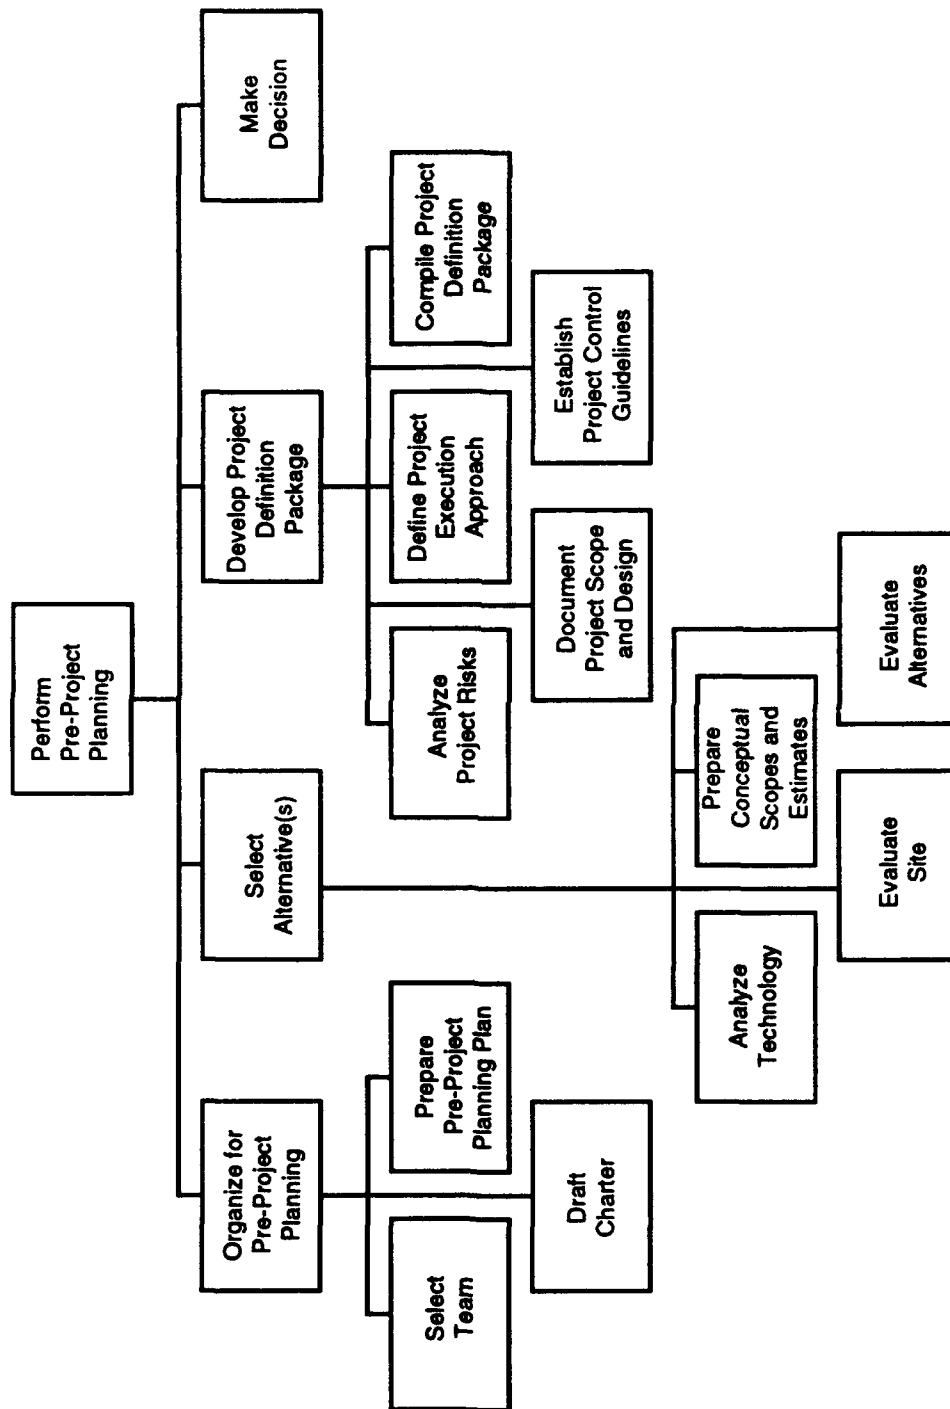 Perform
Pre-Project
Planning
Organize for
Pre-Project
Planning
Select
Alternative(s)
Develop Project
Definition
Package
Make
Decision
Select
Team
Prepare
Pre-Project
Planning Plan
Analyze
Project Risks
Define Project
Execution
Approach
Compile Project
Definition
Package
Draft
Charter
Document
Project Scope
and Design
Establish
Project Control
Guidelines
Analyze
Technology
Prepare
Conceptual
Scopes and
Estimates
Evaluate
Site
Evaluate
Alternatives